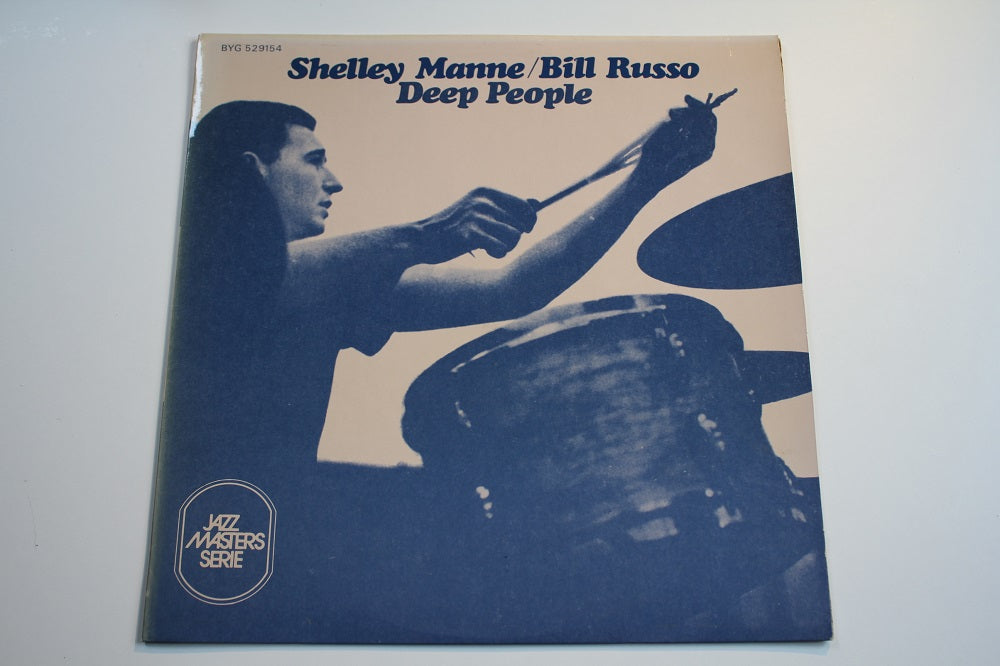 BYG 529154
Shelley Manne/Bill Russo
Deep People
JAZZ
MASTERS
SERIE